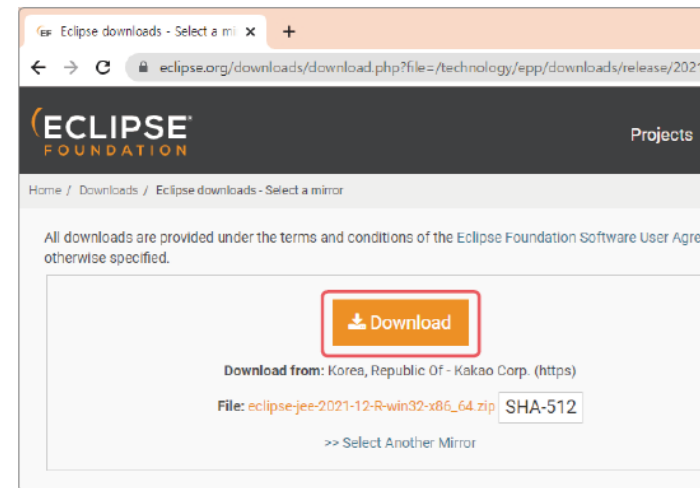 Eclipse downloads - Select a mi
eclipse.org/downloads/download.php?file=/technology/epp/downloads/release/2021
ECLIPSE
FOUNDATION
Projects
Home / Downloads / Eclipse downloads - Select a mirror
All downloads are provided under the terms and conditions of the Eclipse Foundation Software User Agre
otherwise specified.
Download
Download from: Korea, Republic Of - Kakao Corp. (https)
File: eclipse-jee-2021-12-R-win32-x86_64.zip SHA-512
>> Select Another Mirror